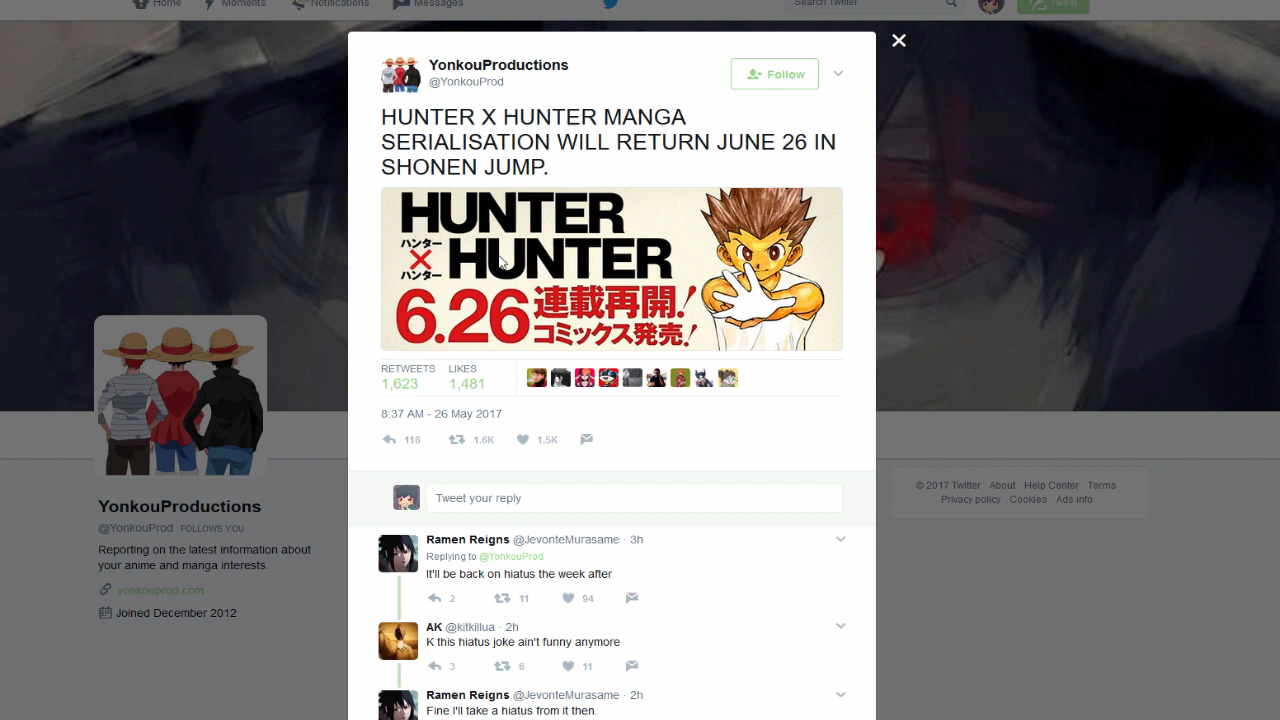 Home Moments Notifications Messages Search Twitter Tweet
YonkouProductions
@YonkouProd
Follow
HUNTER X HUNTER MANGA
SERIALISATION WILL RETURN JUNE 26 IN
SHONEN JUMP.
HUNTER
ハンター
×
ハンター
HUNTER
6.26
連載再開!
コミックス発売!
RETWEETS LIKES
1,623 1,481
8:37 AM - 26 May 2017
116 1.6K 1.5K
Tweet your reply
Ramen Reigns @JevonteMurasame · 3h
Replying to @YonkouProd
It'll be back on hiatus the week after
2 11 94
AK @kitkillua · 2h
K this hiatus joke ain't funny anymore
3 6 11
Ramen Reigns @JevonteMurasame · 2h
Fine I'll take a hiatus from it then.
YonkouProductions
@YonkouProd FOLLOWS YOU
Reporting on the latest information about
your anime and manga interests.
yonkouprod.com
Joined December 2012
© 2017 Twitter About Help Center Terms
Privacy policy Cookies Ads info